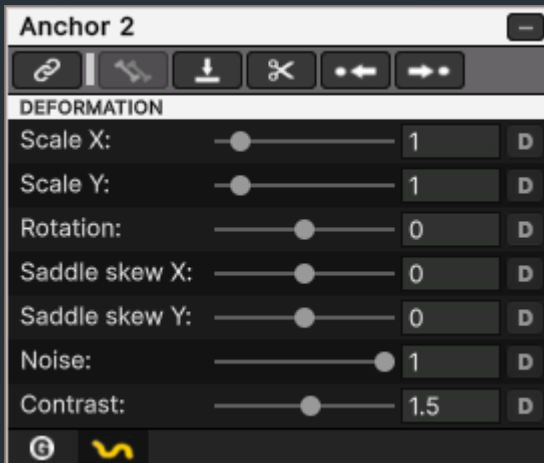 Anchor 2
DEFORMATION
Scale X: 1 D
Scale Y: 1 D
Rotation: 0 D
Saddle skew X: 0 D
Saddle skew Y: 0 D
Noise: 1 D
Contrast: 1.5 D
G